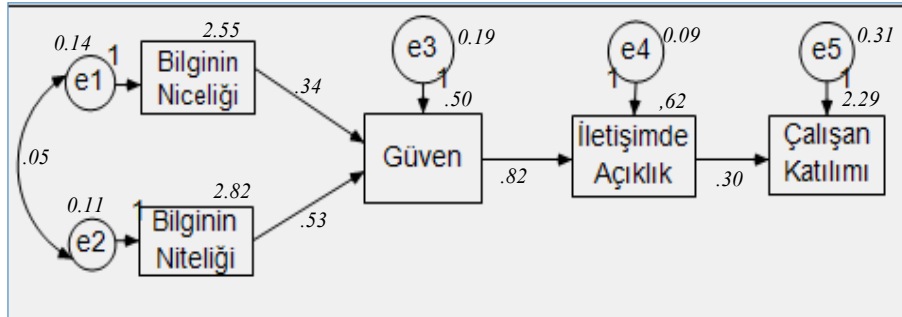 0.14
1
e1
2.55
Bilginin
Niceliği
.34
.05
0.11
1
e2
2.82
Bilginin
Niteliği
.53
e3
0.19
1
.50
Güven
.82
e4
0.09
1
,62
İletişimde
Açıklık
.30
e5
0.31
1
2.29
Çalışan
Katılımı